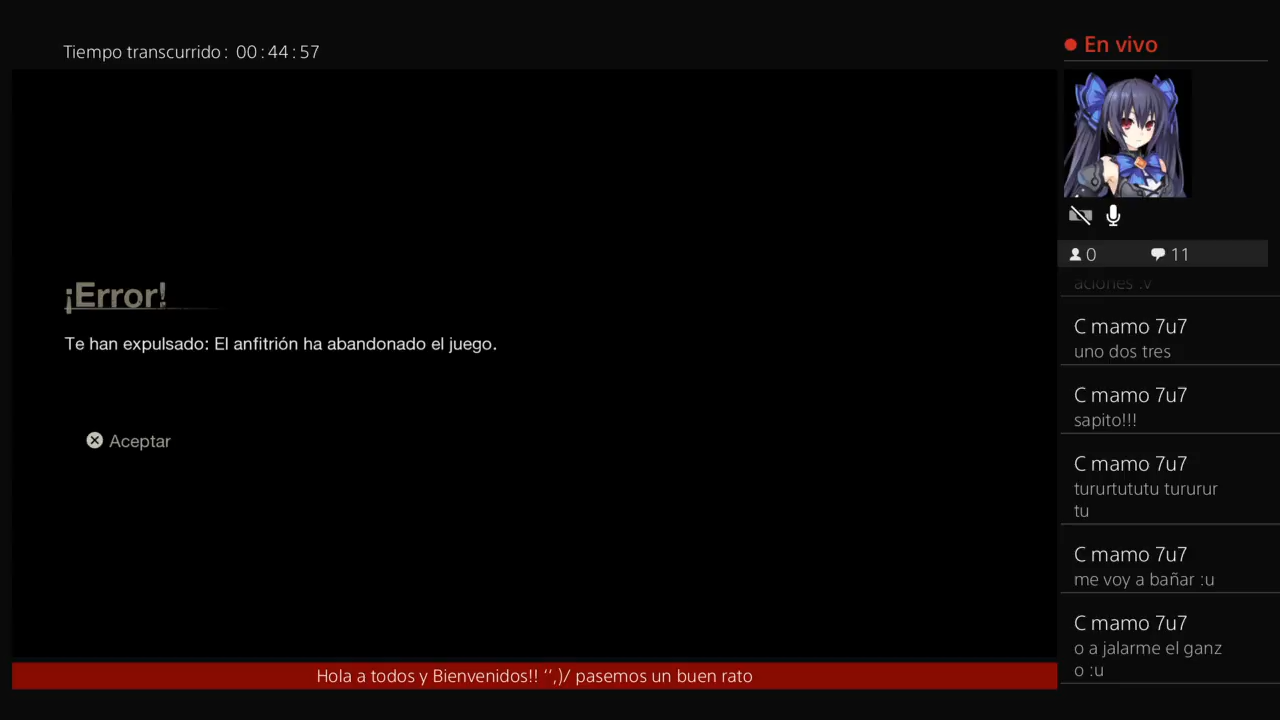 Tiempo transcurrido : 00 : 44 : 57
En vivo
0
11
¡Error!
Te han expulsado: El anfitrión ha abandonado el juego.
Aceptar
aciones :v
C mamo 7u7
uno dos tres
C mamo 7u7
sapito!!!
C mamo 7u7
tururtututu tururur
tu
C mamo 7u7
me voy a bañar :u
C mamo 7u7
o a jalarme el ganz
o :u
Hola a todos y Bienvenidos!! ‘‘,)/ pasemos un buen rato